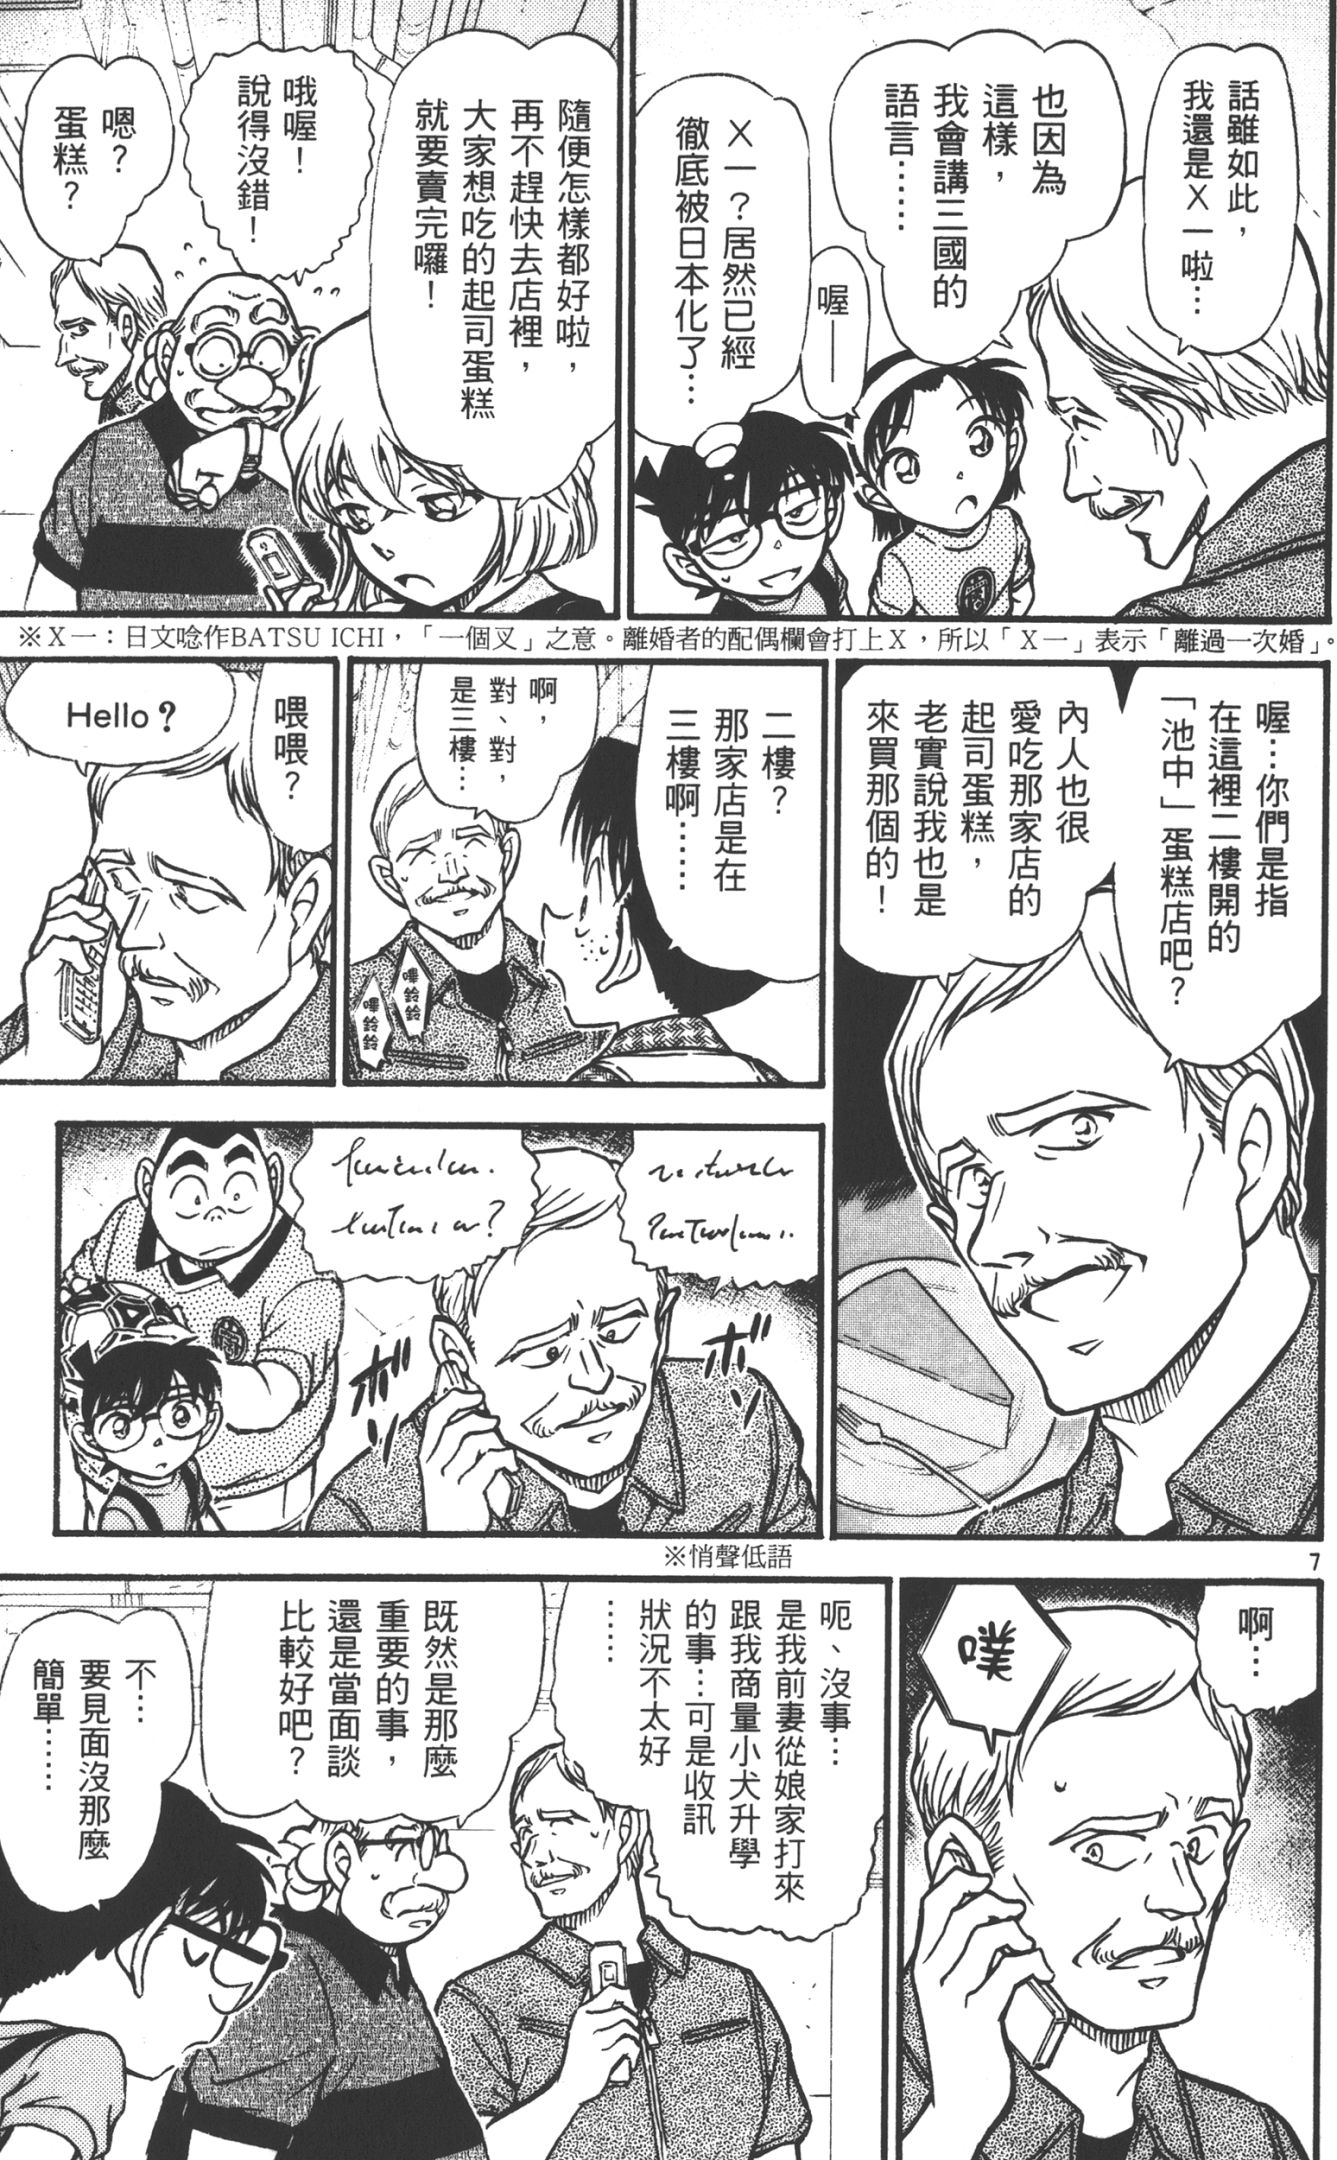 話雖如此，
我還是Ｘ一啦…
也因為
這樣，
我會講三國的
語言……
喔——
Ｘ一？居然已經
徹底被日本化了…
隨便怎樣都好啦，
再不趕快去店裡，
大家想吃的起司蛋糕
就要賣完囉！
哦喔！
說得沒錯！
嗯？
蛋糕？
※Ｘ一：日文唸作BATSU ICHI，「一個叉」之意。離婚者的配偶欄會打上Ｘ，所以「Ｘ一」表示「離過一次婚」。
喔…你們是指
在這裡二樓開的
「池中」蛋糕店吧？
內人也很
愛吃那家店的
起司蛋糕，
老實說我也是
來買那個的！
二樓？
那家店是在
三樓啊……
啊，
對、對，
是三樓…
嗶鈴鈴
嗶鈴鈴
喂喂？
Hello？
ボソ
ボソ
※悄聲低語
7
啊…
噗
呃、沒事…
是我前妻從娘家打來
跟我商量小犬升學
的事…可是收訊
狀況不太好
……
既然是那麼
重要的事，
還是當面談
比較好吧？
不…
要見面沒那麼
簡單……